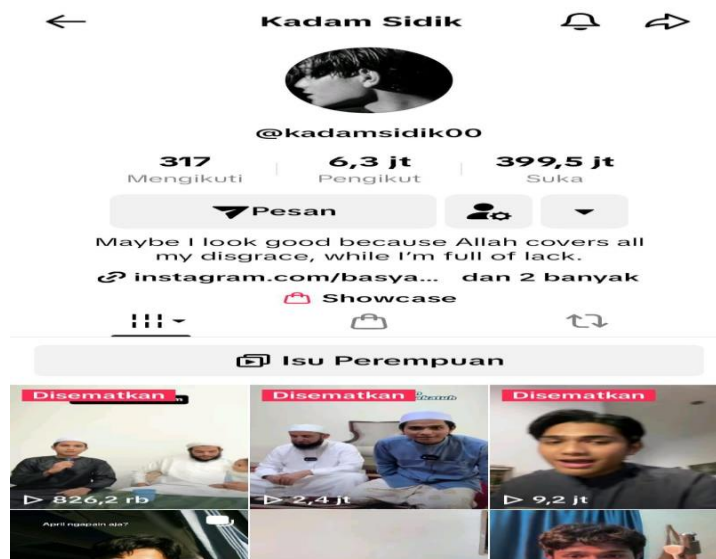 Kadam Sidik
@kadamsidik00
317 6,3 jt 399,5 jt
Mengikuti Pengikut Suka
Pesan
Maybe I look good because Allah covers all
my disgrace, while I'm full of lack.
instagram.com/basya... dan 2 banyak
Showcase
Isu Perempuan
Disematkan Disematkan Disematkan
826,2 rb 2,4 jt 9,2 jt
April ngapain aja?